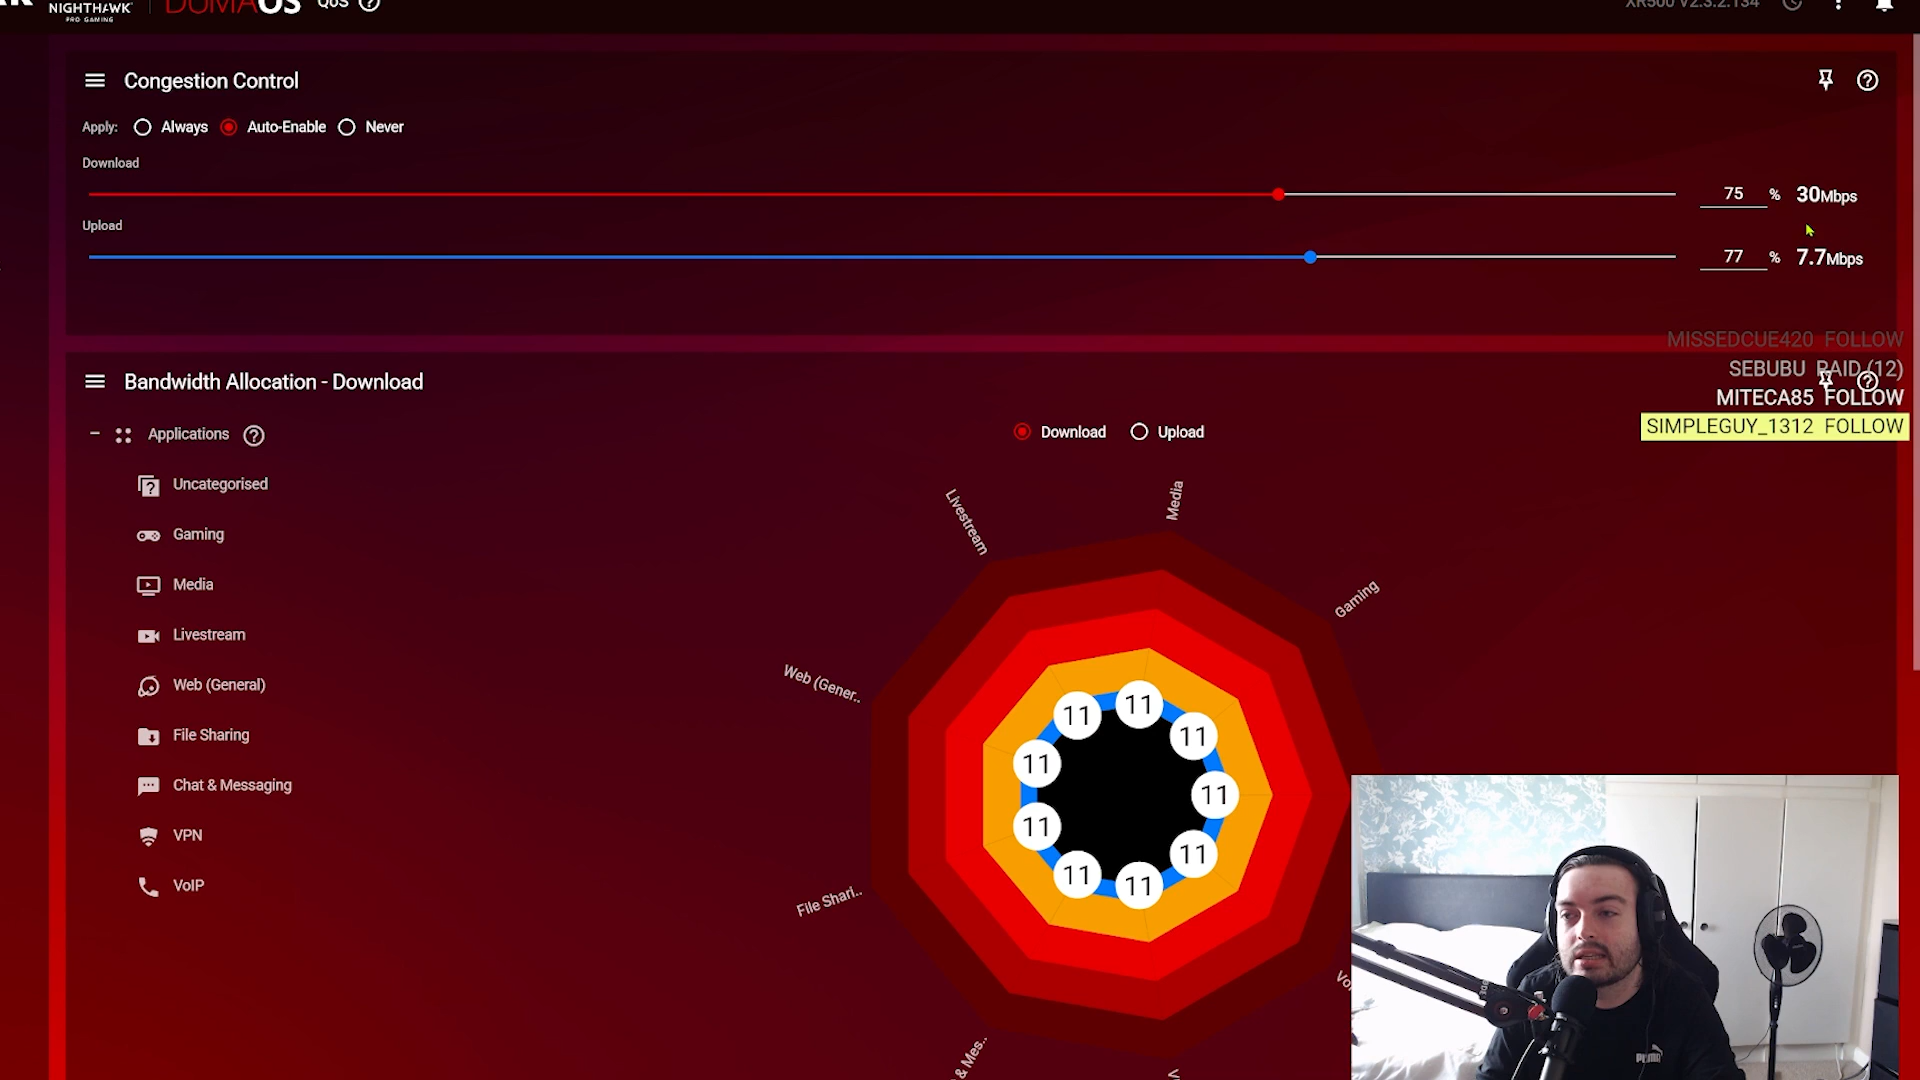 NIGHTHAWK
PRO GAMING
DUMAOS
QoS
XR500 V2.3.2.134
Congestion Control
Apply: Always Auto-Enable Never
Download
75 % 30Mbps
Upload
77 % 7.7Mbps
MISSEDCUE420 FOLLOW
SEBUBU RAID (12)
MITECA85 FOLLOW
SIMPLEGUY_1312 FOLLOW
Bandwidth Allocation - Download
Applications
Download Upload
Uncategorised
Gaming
Media
Livestream
Web (General)
File Sharing
Chat & Messaging
VPN
VoIP
Livestream
Media
Gaming
Web (Gener..
File Shari..
& Mes..
11
11
11
11
11
11
11
11
11
PUMA